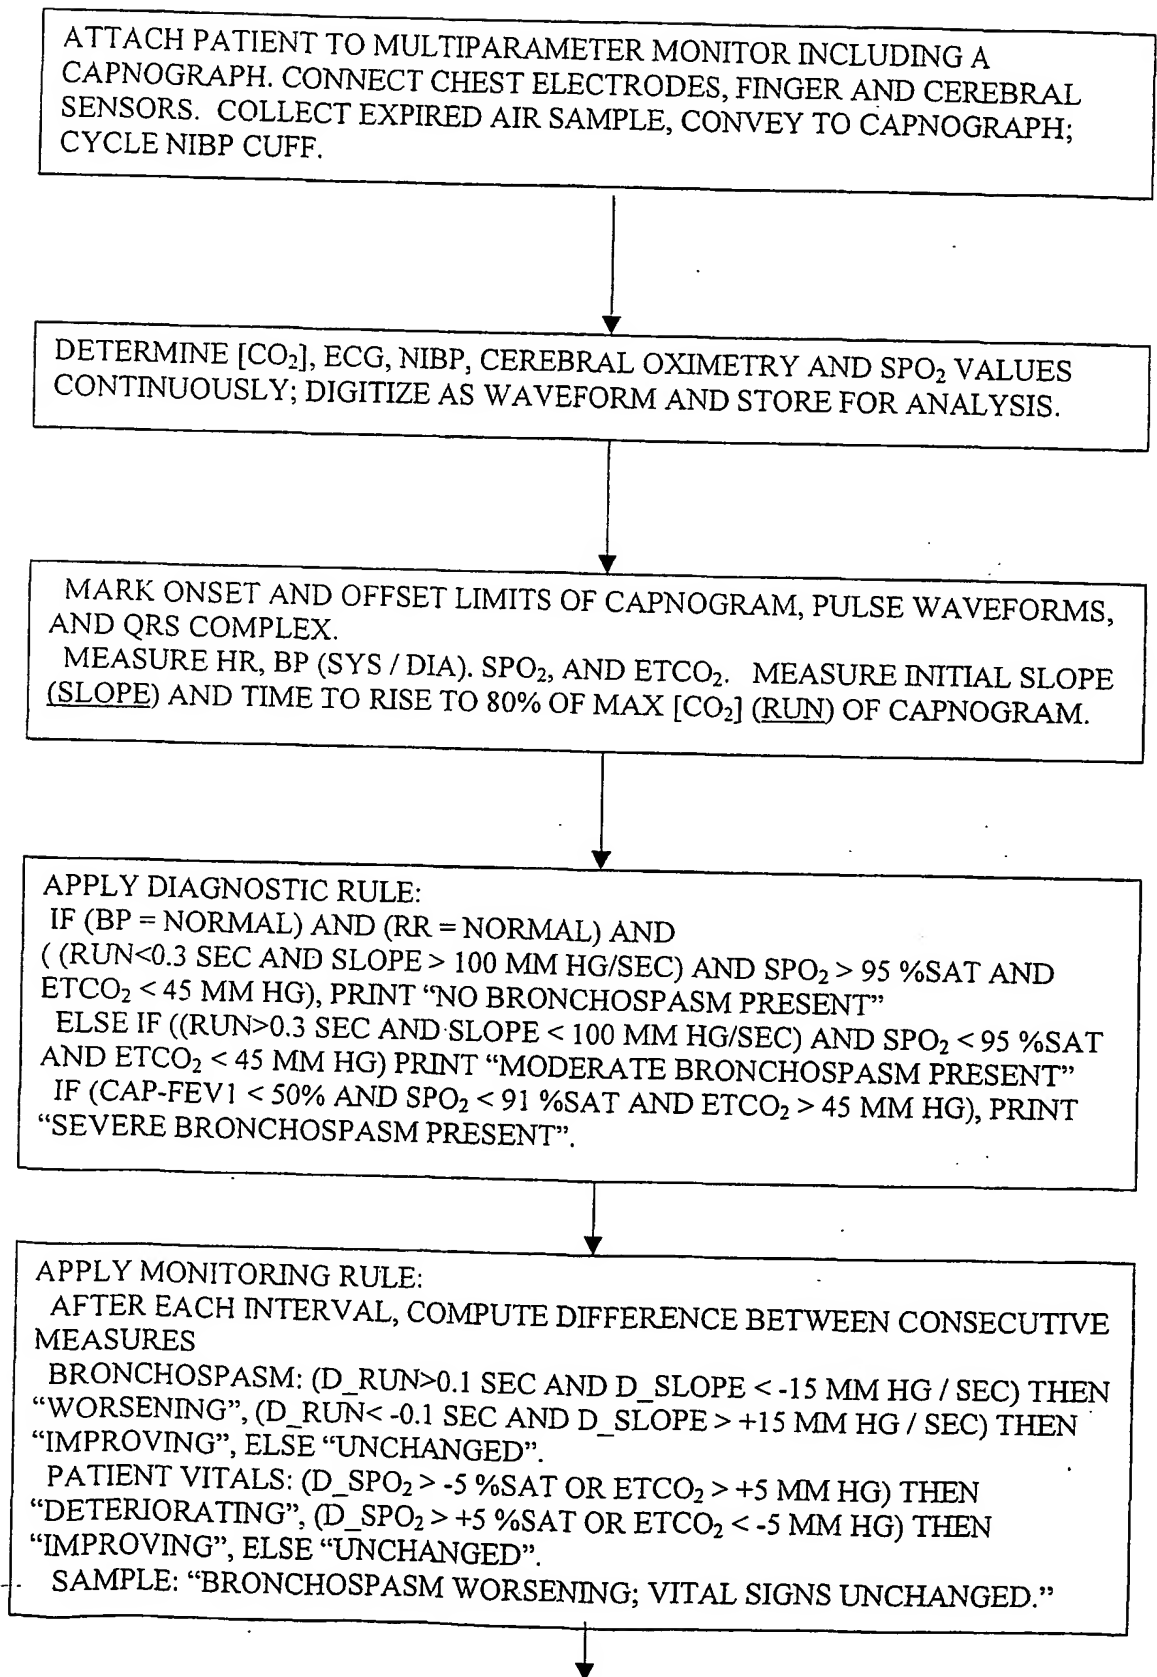 ATTACH PATIENT TO MULTIPARAMETER MONITOR INCLUDING A
CAPNOGRAPH. CONNECT CHEST ELECTRODES, FINGER AND CEREBRAL
SENSORS. COLLECT EXPIRED AIR SAMPLE, CONVEY TO CAPNOGRAPH;
CYCLE NIBP CUFF.
DETERMINE [CO₂], ECG, NIBP, CEREBRAL OXIMETRY AND SPO₂ VALUES
CONTINUOUSLY; DIGITIZE AS WAVEFORM AND STORE FOR ANALYSIS.
MARK ONSET AND OFFSET LIMITS OF CAPNOGRAM, PULSE WAVEFORMS,
AND QRS COMPLEX.
MEASURE HR, BP (SYS / DIA). SPO₂, AND ETCO₂. MEASURE INITIAL SLOPE
(SLOPE) AND TIME TO RISE TO 80% OF MAX [CO₂] (RUN) OF CAPNOGRAM.
APPLY DIAGNOSTIC RULE:
IF (BP = NORMAL) AND (RR = NORMAL) AND
( (RUN<0.3 SEC AND SLOPE > 100 MM HG/SEC) AND SPO₂ > 95 %SAT AND
ETCO₂ < 45 MM HG), PRINT “NO BRONCHOSPASM PRESENT”
ELSE IF ((RUN>0.3 SEC AND SLOPE < 100 MM HG/SEC) AND SPO₂ < 95 %SAT
AND ETCO₂ < 45 MM HG) PRINT “MODERATE BRONCHOSPASM PRESENT”
IF (CAP-FEV1 < 50% AND SPO₂ < 91 %SAT AND ETCO₂ > 45 MM HG), PRINT
“SEVERE BRONCHOSPASM PRESENT”.
APPLY MONITORING RULE:
AFTER EACH INTERVAL, COMPUTE DIFFERENCE BETWEEN CONSECUTIVE
MEASURES
BRONCHOSPASM: (D_RUN>0.1 SEC AND D_SLOPE < -15 MM HG / SEC) THEN
“WORSENING”, (D_RUN< -0.1 SEC AND D_SLOPE > +15 MM HG / SEC) THEN
“IMPROVING”, ELSE “UNCHANGED”.
PATIENT VITALS: (D_SPO₂ > -5 %SAT OR ETCO₂ > +5 MM HG) THEN
“DETERIORATING”, (D_SPO₂ > +5 %SAT OR ETCO₂ < -5 MM HG) THEN
“IMPROVING”, ELSE “UNCHANGED”.
SAMPLE: “BRONCHOSPASM WORSENING; VITAL SIGNS UNCHANGED.”